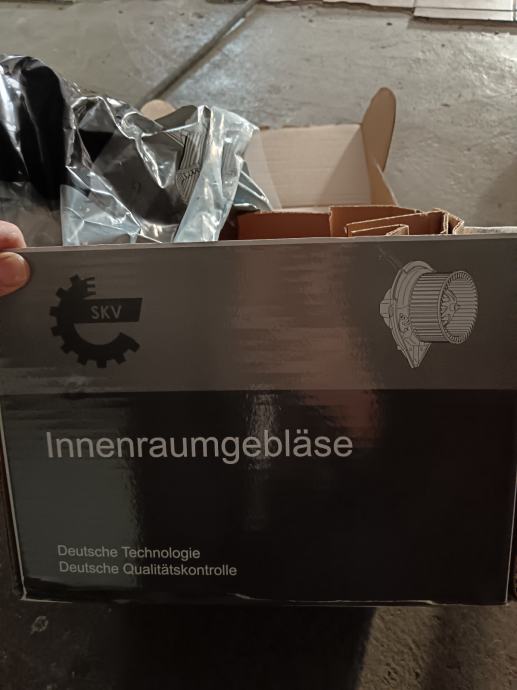 SKV
Innenraumgebläse
Deutsche Technologie
Deutsche Qualitätskontrolle